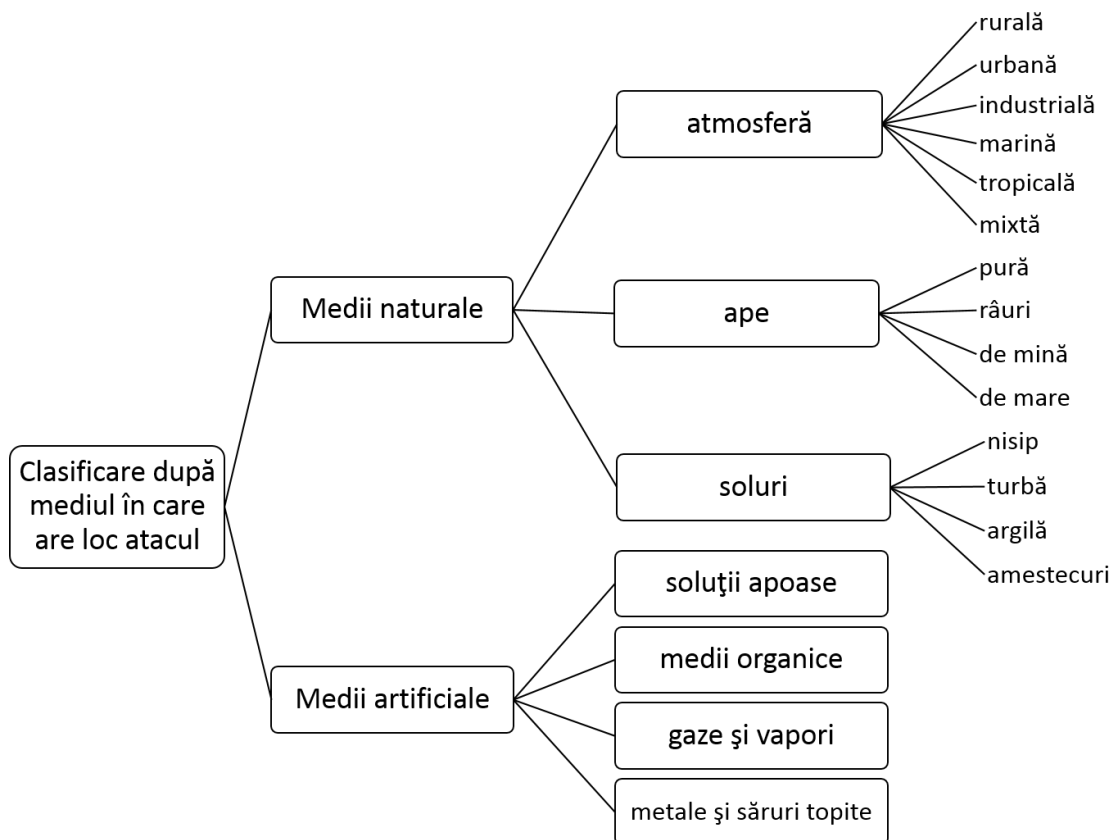 Clasificare după
mediul în care
are loc atacul
Medii naturale
atmosferă
rurală
urbană
industrială
marină
tropicală
mixtă
ape
pură
râuri
de mină
de mare
soluri
nisip
turbă
argilă
amestecuri
Medii artificiale
soluţii apoase
medii organice
gaze şi vapori
metale şi săruri topite